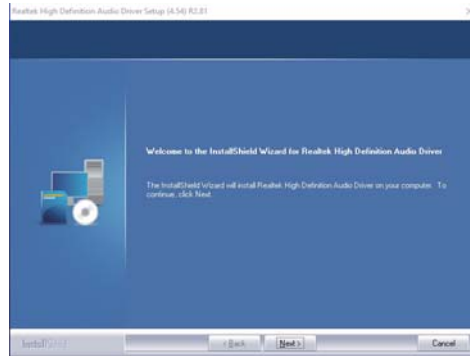 Realtek High Definition Audio Driver Setup (4.54) R2.81
Welcome to the InstallShield Wizard for Realtek High Definition Audio Driver
The InstallShield Wizard will install Realtek High Definition Audio Driver on your computer. To
continue, click Next.
InstallShield
< Back
Next >
Cancel